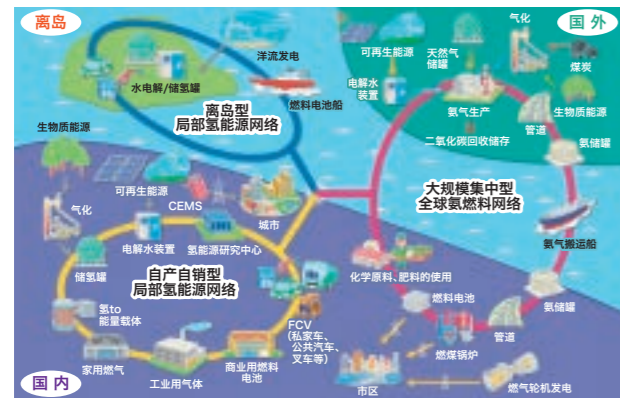 离岛
国外
洋流发电
水电解/储氢罐
燃料电池船
离岛型
局部氢能源网络
可再生能源
天然气
储罐
气化
煤炭
电解水
装置
氨气生产
生物质能源
管道
二氧化碳回收储存
氨储罐
大规模集中型
全球氨燃料网络
氨气搬运船
生物质能源
可再生能源
CEMS
气化
城市
电解水装置
氢能源研究中心
储氢罐
自产自销型
局部氢能源网络
氢to
能量载体
家用燃气
工业用气体
商业用燃料
电池
FCV
(私家车、
公共汽车、
叉车等)
化学原料、肥料的使用
燃料电池
氨储罐
管道
燃煤锅炉
市区
燃气轮机发电
国内